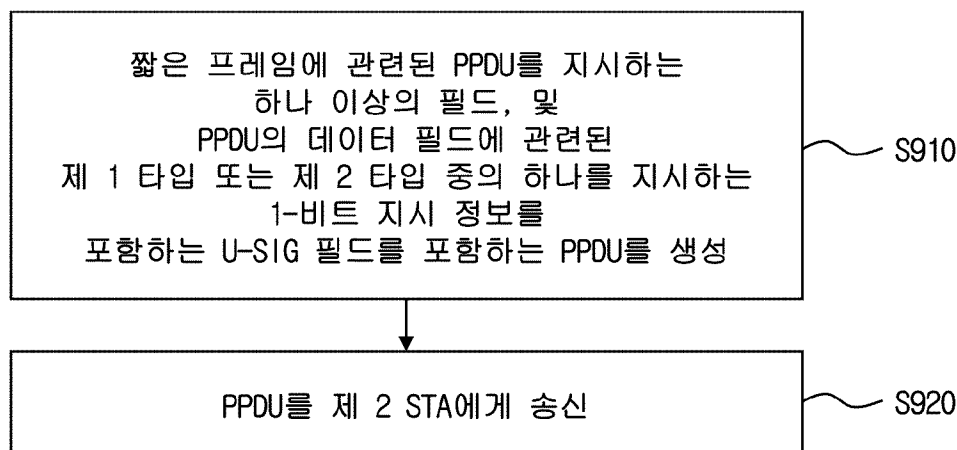 짧은 프레임에 관련된 PPDU를 지시하는
하나 이상의 필드, 및
PPDU의 데이터 필드에 관련된
제 1 타입 또는 제 2 타입 중의 하나를 지시하는
1-비트 지시 정보를
포함하는 U-SIG 필드를 포함하는 PPDU를 생성
S910
PPDU를 제 2 STA에게 송신
S920